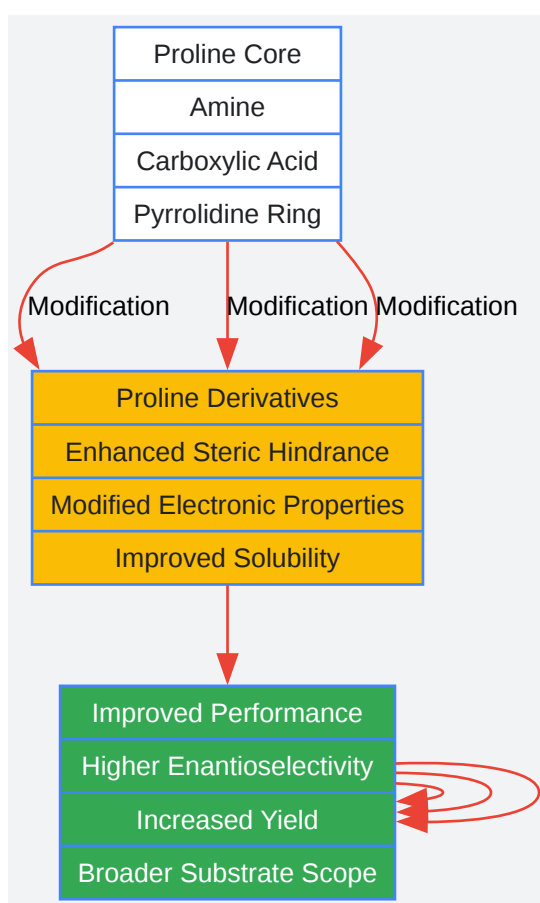 Proline Core
Amine
Carboxylic Acid
Pyrrolidine Ring
Modification
Modification
Modification
Proline Derivatives
Enhanced Steric Hindrance
Modified Electronic Properties
Improved Solubility
Improved Performance
Higher Enantioselectivity
Increased Yield
Broader Substrate Scope